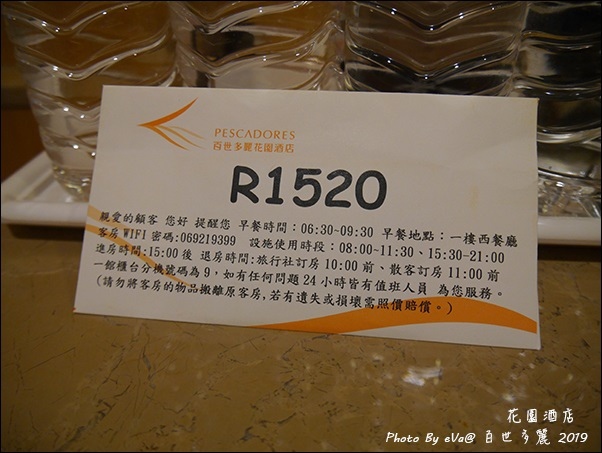 PESCADORES
百世多麗花園酒店
R1520
親愛的顧客 您好 提醒您 早餐時間：06:30-09:30 早餐地點：一樓西餐廳
客房WIFI 密碼:069219399 設施使用時段：08:00-11:30、15:30-21:00
進房時間:15:00 後 退房時間:旅行社訂房 10:00 前、散客訂房 11:00 前
一館櫃台分機號碼為 9，如有任何問題 24 小時皆有值班人員 為您服務。
(請勿將客房的物品搬離原客房,若有遺失或損壞需照價賠償。)
花園酒店
Photo By eVa@ 百世多麗 2019